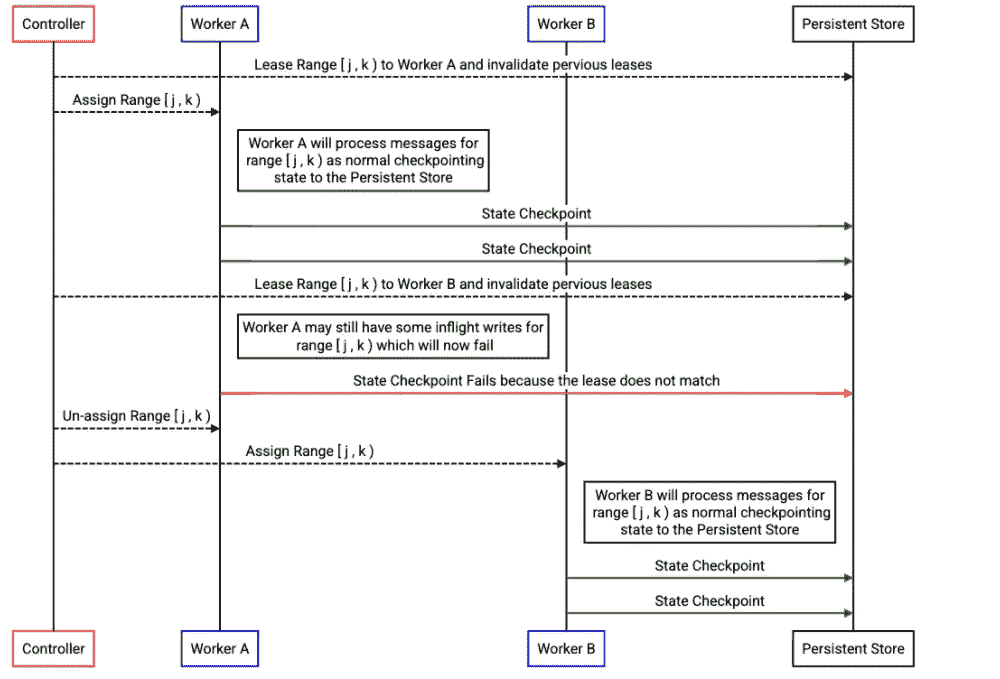 Controller
Worker A
Worker B
Persistent Store
Lease Range [ j , k ) to Worker A and invalidate pervious leases
Assign Range [ j , k )
Worker A will process messages for
range [ j , k ) as normal checkpointing
state to the Persistent Store
State Checkpoint
State Checkpoint
Lease Range [ j , k ) to Worker B and invalidate pervious leases
Worker A may still have some inflight writes for
range [ j , k ) which will now fail
State Checkpoint Fails because the lease does not match
Un-assign Range [ j , k )
Assign Range [ j , k )
Worker B will process messages for
range [ j , k ) as normal checkpointing
state to the Persistent Store
State Checkpoint
State Checkpoint
Controller
Worker A
Worker B
Persistent Store